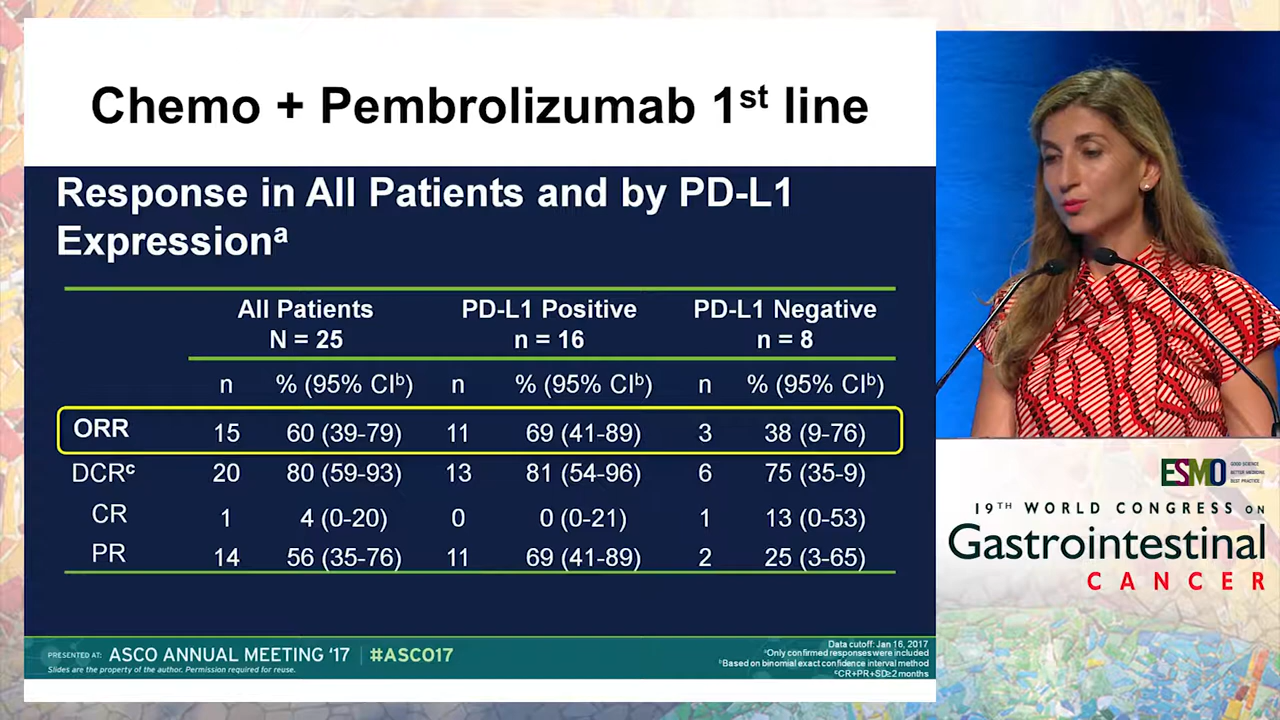 Chemo + Pembrolizumab 1st line
Response in All Patients and by PD-L1
Expressionᵃ
All Patients PD-L1 Positive PD-L1 Negative
N = 25 n = 16 n = 8
n % (95% CIᵇ) n % (95% CIᵇ) n % (95% CIᵇ)
ORR 15 60 (39-79) 11 69 (41-89) 3 38 (9-76)
DCRᶜ 20 80 (59-93) 13 81 (54-96) 6 75 (35-9)
CR 1 4 (0-20) 0 0 (0-21) 1 13 (0-53)
PR 14 56 (35-76) 11 69 (41-89) 2 25 (3-65)
PRESENTED AT: ASCO ANNUAL MEETING ‘17 | #ASCO17
Slides are the property of the author. Permission required for reuse.
Data cutoff: Jan 16, 2017
ᵃOnly confirmed responses were included
ᵇBased on binomial exact confidence interval method
ᶜCR+PR+SD≥2 months
ESMO
GOOD SCIENCE
BETTER MEDICINE
BEST PRACTICE
19TH WORLD CONGRESS ON
Gastrointestinal
CANCER